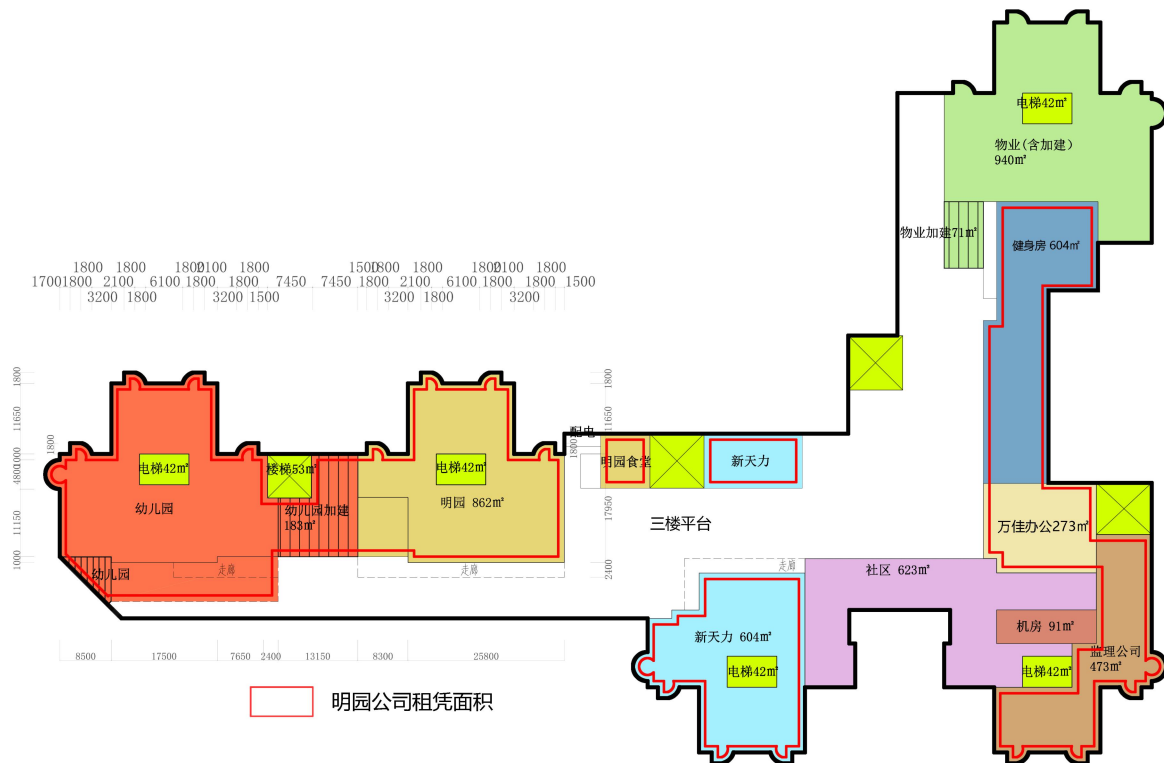 电梯42㎡
物业(含加建）
940㎡
物业加建71㎡
健身房 604㎡
1800 1800 1800 2100 1800 1500 1800 1800 1800 2100 1800
1700 1800 2100 6100 1800 3200 1500 7450 7450 1800 2100 6100 1800 1800 1500
3200 1800 3200 1800 3200
1800
11650
1000
4800
11150
1000
1800
电梯42㎡
楼梯53㎡
幼儿园
幼儿园加建
183㎡
幼儿园
走廊
电梯42㎡
明园 862㎡
走廊
配电
1800
11650
1800
17950
2400
明园食堂
新天力
三楼平台
万佳办公273㎡
走廊
社区 623㎡
机房 91㎡
新天力 604㎡
电梯42㎡
电梯42㎡
监理公司
473㎡
8500 17500 7650 2400 13150 8300 25800
明园公司租凭面积